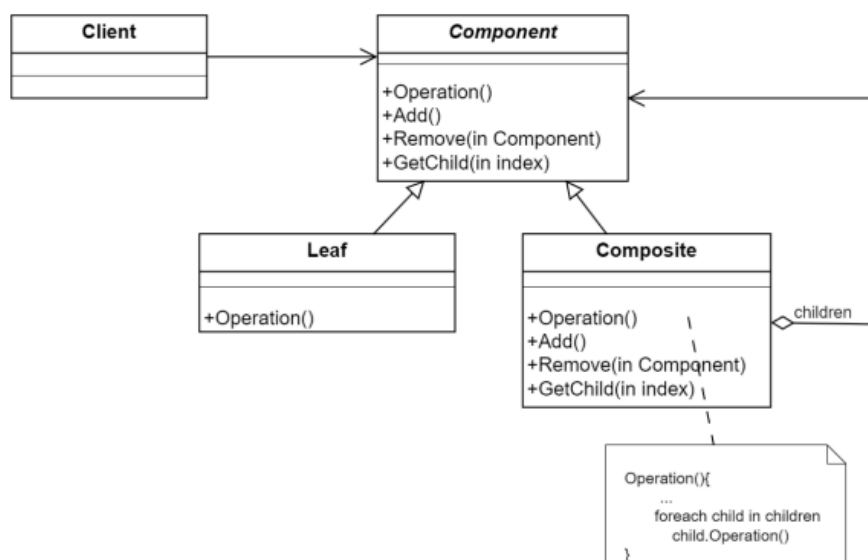 Client
Component
+Operation()
+Add()
+Remove(in Component)
+GetChild(in index)
Leaf
+Operation()
Composite
+Operation()
+Add()
+Remove(in Component)
+GetChild(in index)
children
Operation(){
...
foreach child in children
child.Operation()
}